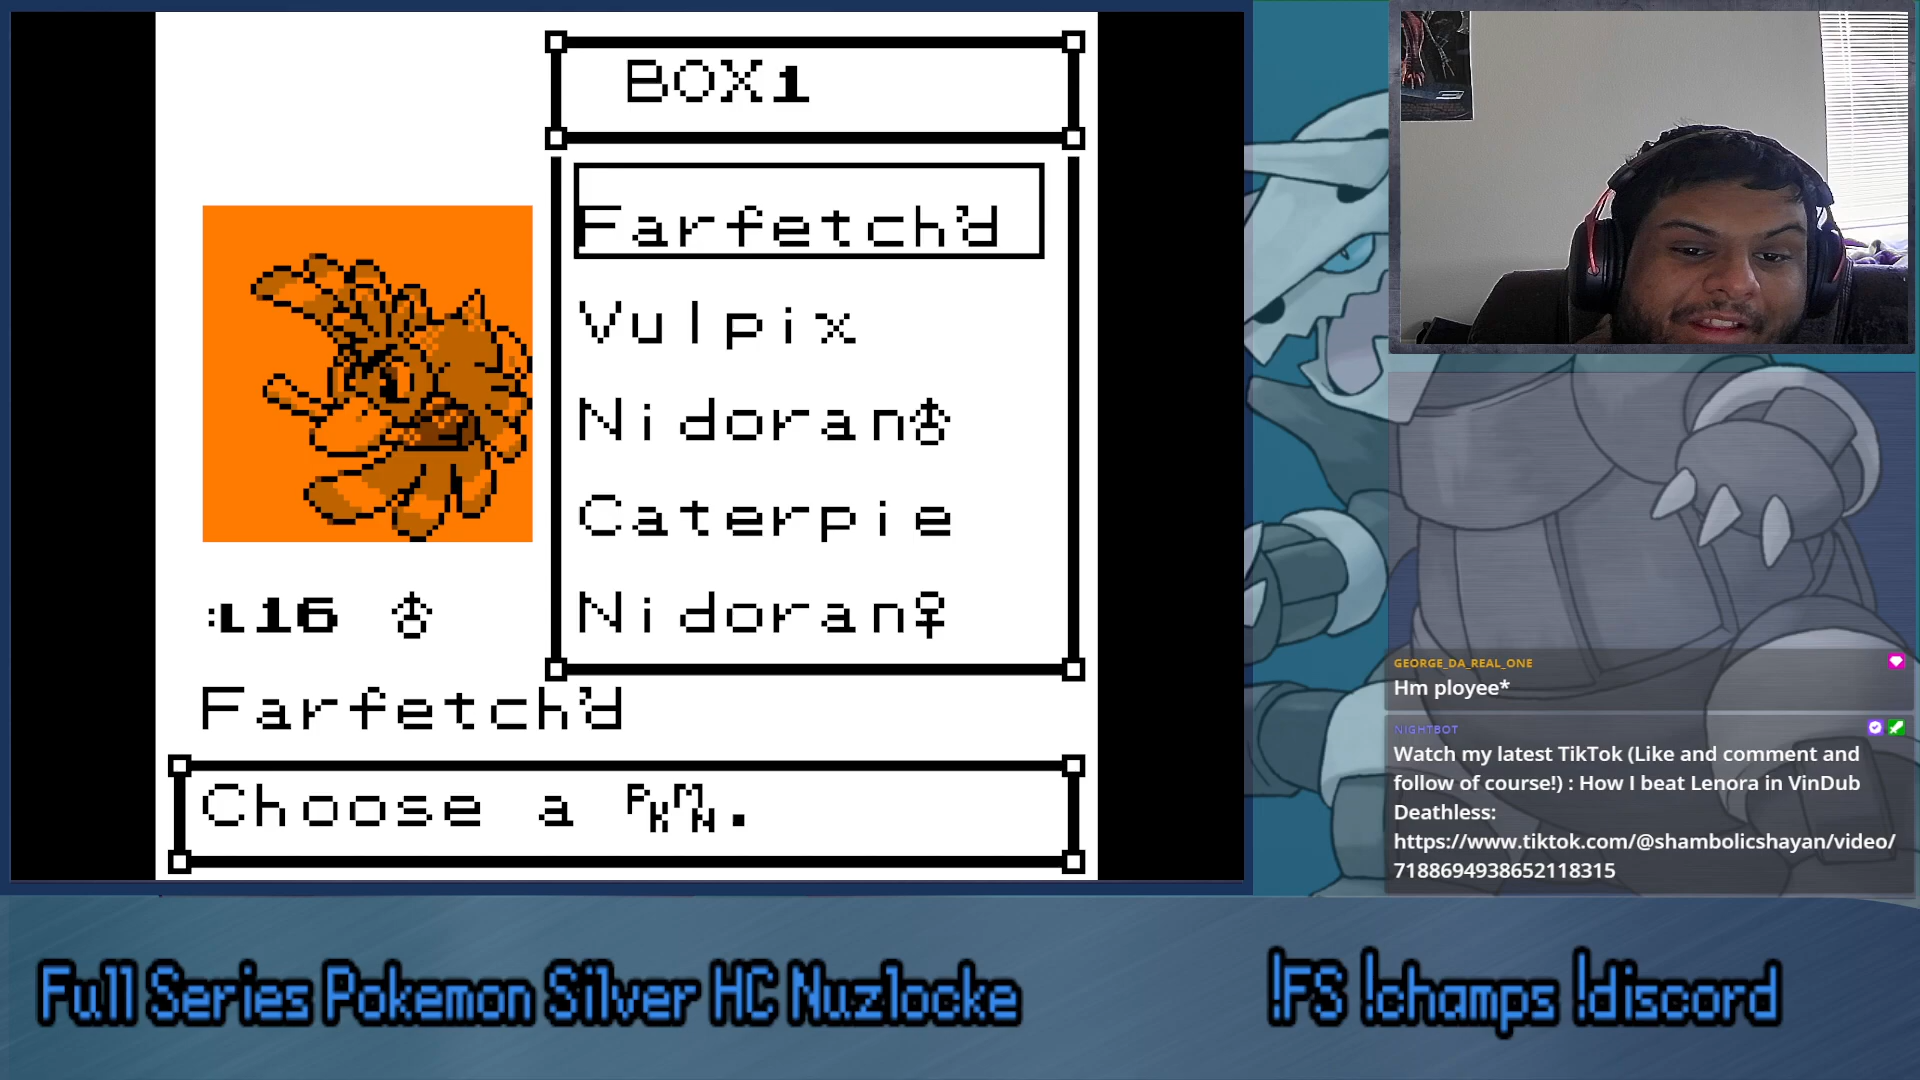 BOX1
Farfetch'd
Vulpix
Nidoran♂
Caterpie
Nidoran♀
:L16 ♂
Farfetch'd
Choose a PKMN.
GEORGE_DA_REAL_ONE
Hm ployee*
NIGHTBOT
Watch my latest TikTok (Like and comment and
follow of course!) : How I beat Lenora in VinDub
Deathless:
https://www.tiktok.com/@shambolicshayan/video/
7188694938652118315
Full Series Pokemon Silver HC Nuzlocke
!FS !champs !discord